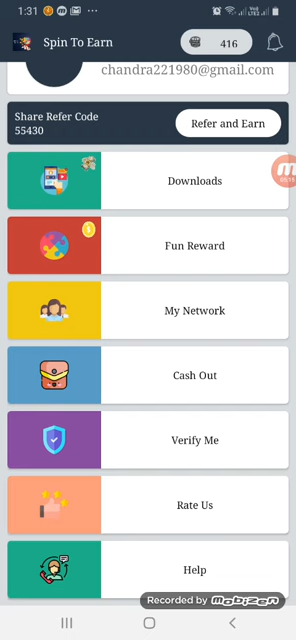 1:31
Spin To Earn
416
chandra221980@gmail.com
Share Refer Code
55430
Refer and Earn
Downloads
Fun Reward
My Network
Cash Out
Verify Me
Rate Us
Help
Recorded by MOBIZEN